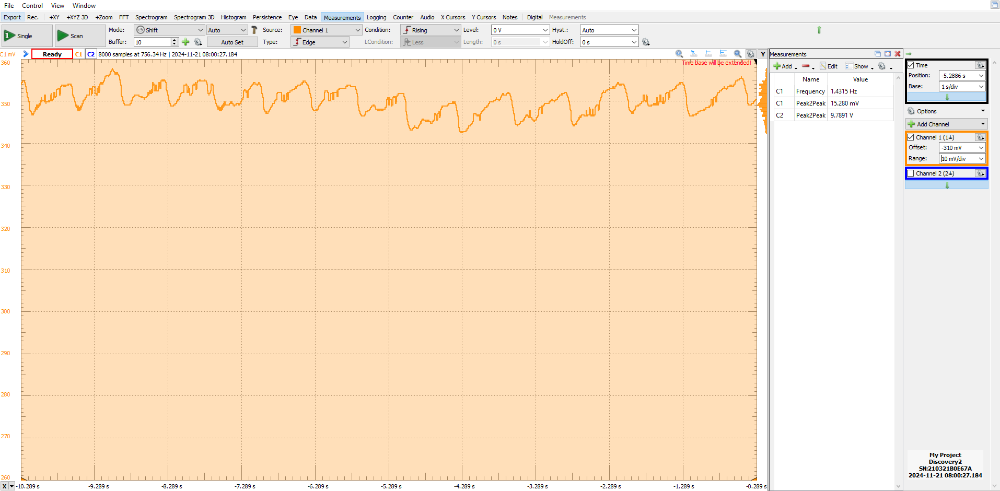 File Control View Window
Export Rec. +XY +XYZ 3D +Zoom FFT Spectrogram Spectrogram 3D Histogram Persistence Eye Data Measurements Logging Counter Audio X Cursors Y Cursors Notes Digital Measurements
1 Single Scan Mode: Shift Auto Source: Channel 1 Condition: Rising Level: 0 V Hyst.: Auto
Buffer: 10 Auto Set Type: Edge LCondition: Less Length: 0 s HoldOff: 0 s
C1 mV Ready C1 C2 8000 samples at 756.34 Hz | 2024-11-21 08:00:27.184 Y
Time base will be extended!
360
350
340
330
320
310
300
290
280
270
260
X -10.289 s -9.289 s -8.289 s -7.289 s -6.289 s -5.289 s -4.289 s -3.289 s -2.289 s -1.289 s -0.289 s
Measurements
Add Edit Show
Name Value
C1 Frequency 1.4315 Hz
C1 Peak2Peak 15.280 mV
C2 Peak2Peak 9.7891 V
Time
Position: -5.2886 s
Base: 1 s/div
Options
Add Channel
Channel 1 (1±)
Offset: -310 mV
Range: 10 mV/div
Channel 2 (2±)
My Project
Discovery2
SN:210321B0E67A
2024-11-21 08:00:27.184